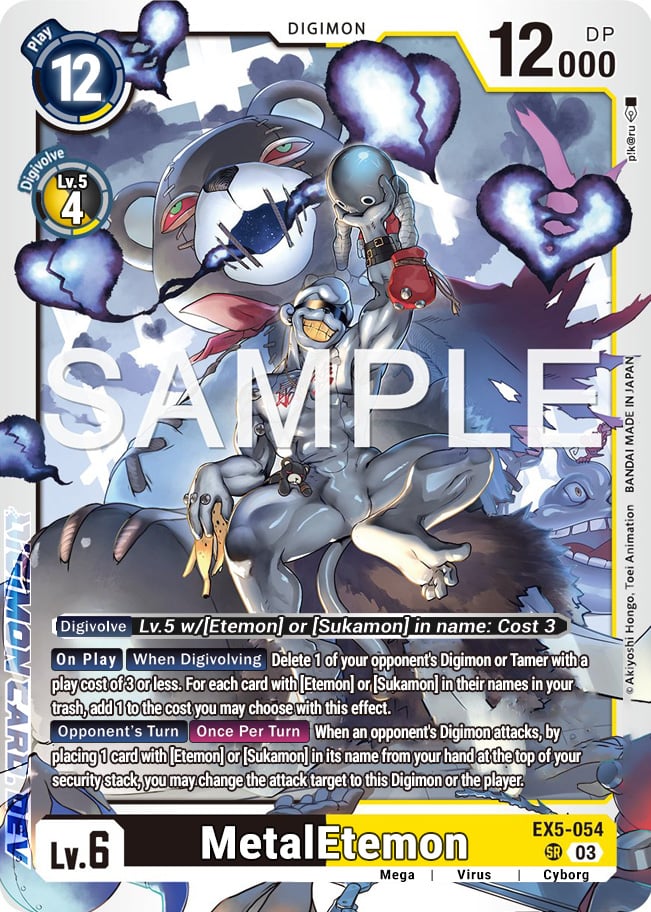 DIGIMON
Play
12
12000 DP
p!k@ru
Digivolve
Lv.5
4
SAMPLE
© Akiyoshi Hongo, Toei Animation BANDAI MADE IN JAPAN
DIGIMON CARD DEV
Digivolve Lv.5 w/[Etemon] or [Sukamon] in name: Cost 3
On Play When Digivolving Delete 1 of your opponent's Digimon or Tamer with a
play cost of 3 or less. For each card with [Etemon] or [Sukamon] in their names in your
trash, add 1 to the cost you may choose with this effect.
Opponent's Turn Once Per Turn When an opponent's Digimon attacks, by
placing 1 card with [Etemon] or [Sukamon] in its name from your hand at the top of your
security stack, you may change the attack target to this Digimon or the player.
Lv.6
MetalEtemon
EX5-054
SR 03
Mega | Virus | Cyborg